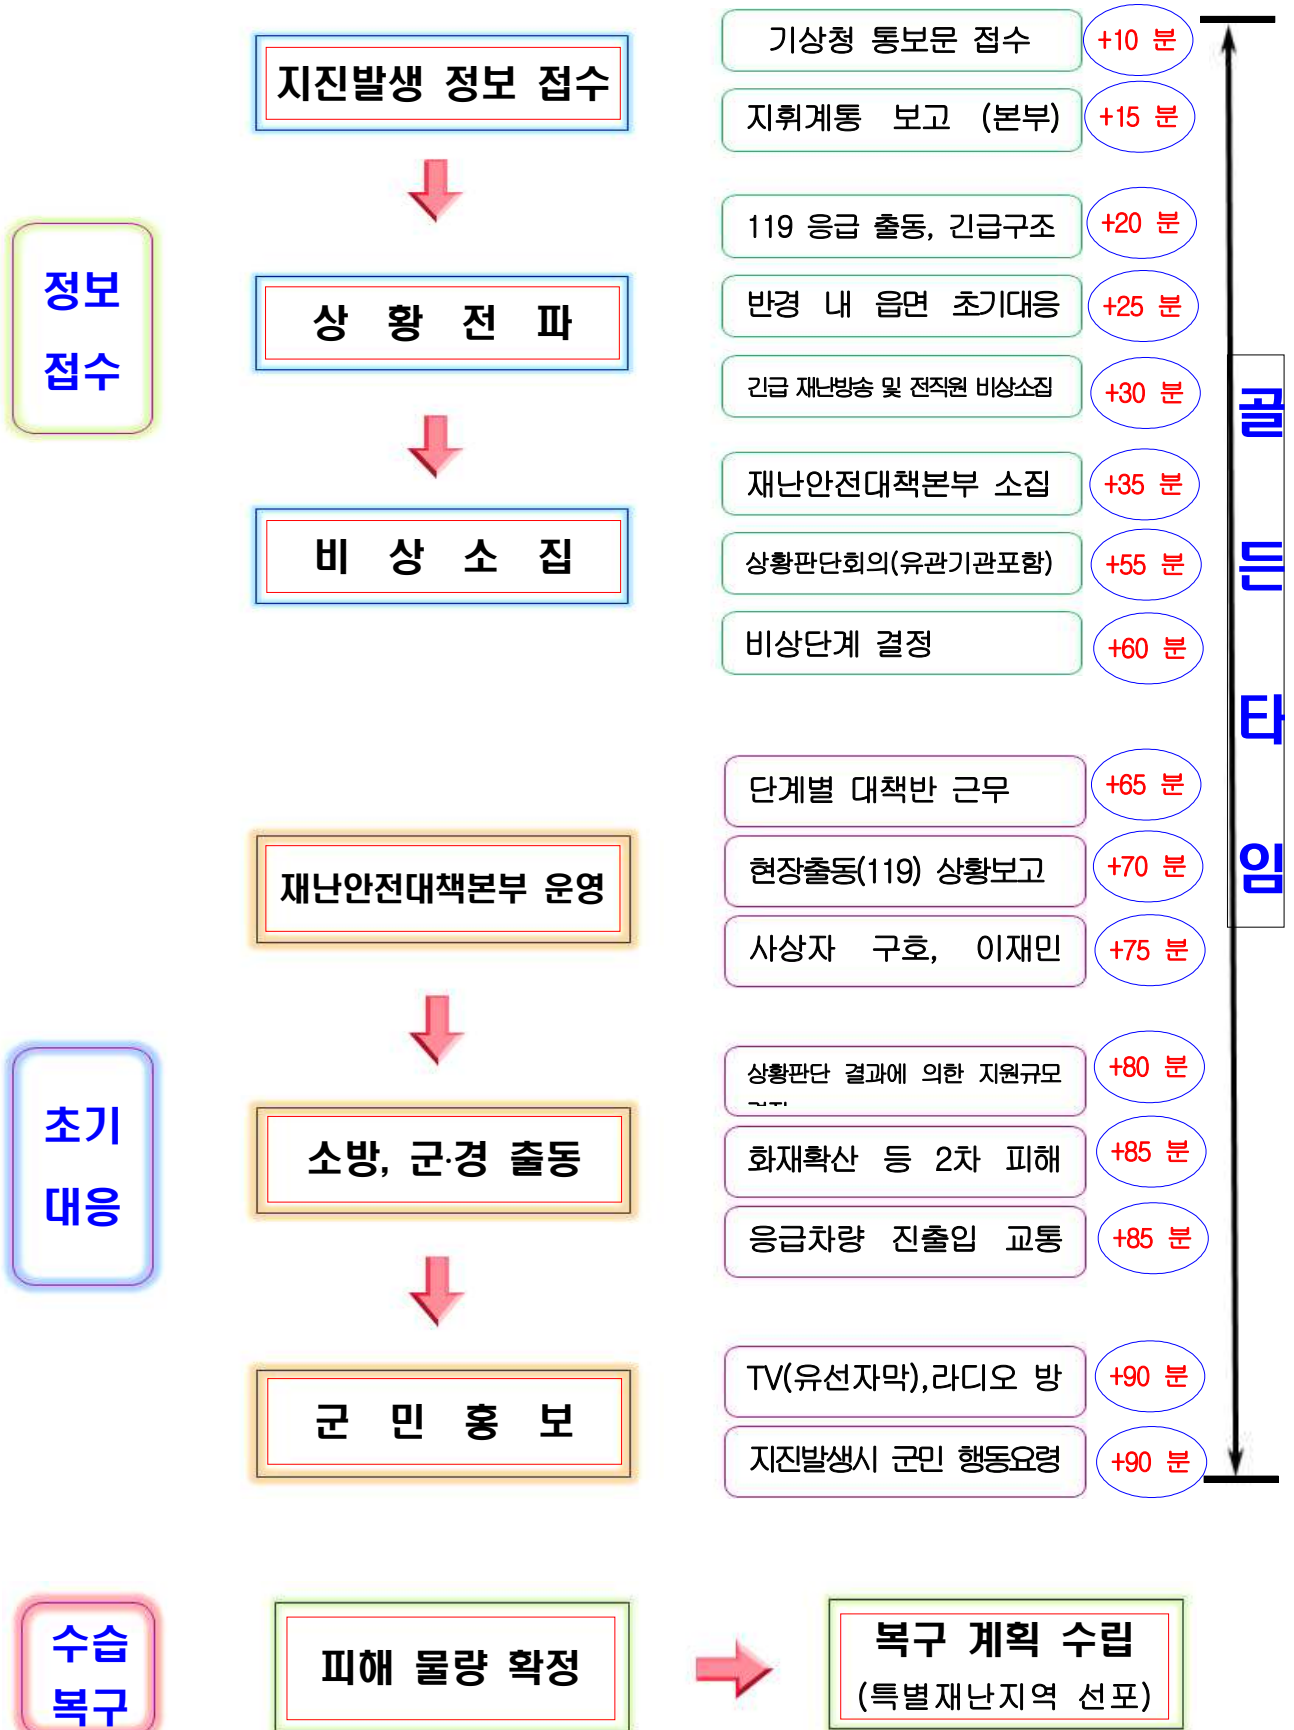 정보
접수
지진발생 정보 접수
기상청 통보문 접수
+10 분
지휘계통 보고 (본부)
+15 분
상 황 전 파
119 응급 출동, 긴급구조
+20 분
반경 내 읍면 초기대응
+25 분
긴급 재난방송 및 전직원 비상소집
+30 분
비 상 소 집
재난안전대책본부 소집
+35 분
상황판단회의(유관기관포함)
+55 분
비상단계 결정
+60 분
골
든
타
임
초기
대응
재난안전대책본부 운영
단계별 대책반 근무
+65 분
현장출동(119) 상황보고
+70 분
사상자 구호, 이재민
+75 분
소방, 군·경 출동
상황판단 결과에 의한 지원규모
+80 분
화재확산 등 2차 피해
+85 분
응급차량 진출입 교통
+85 분
군 민 홍 보
TV(유선자막),라디오 방
+90 분
지진발생시 군민 행동요령
+90 분
수습
복구
피해 물량 확정
복구 계획 수립
(특별재난지역 선포)